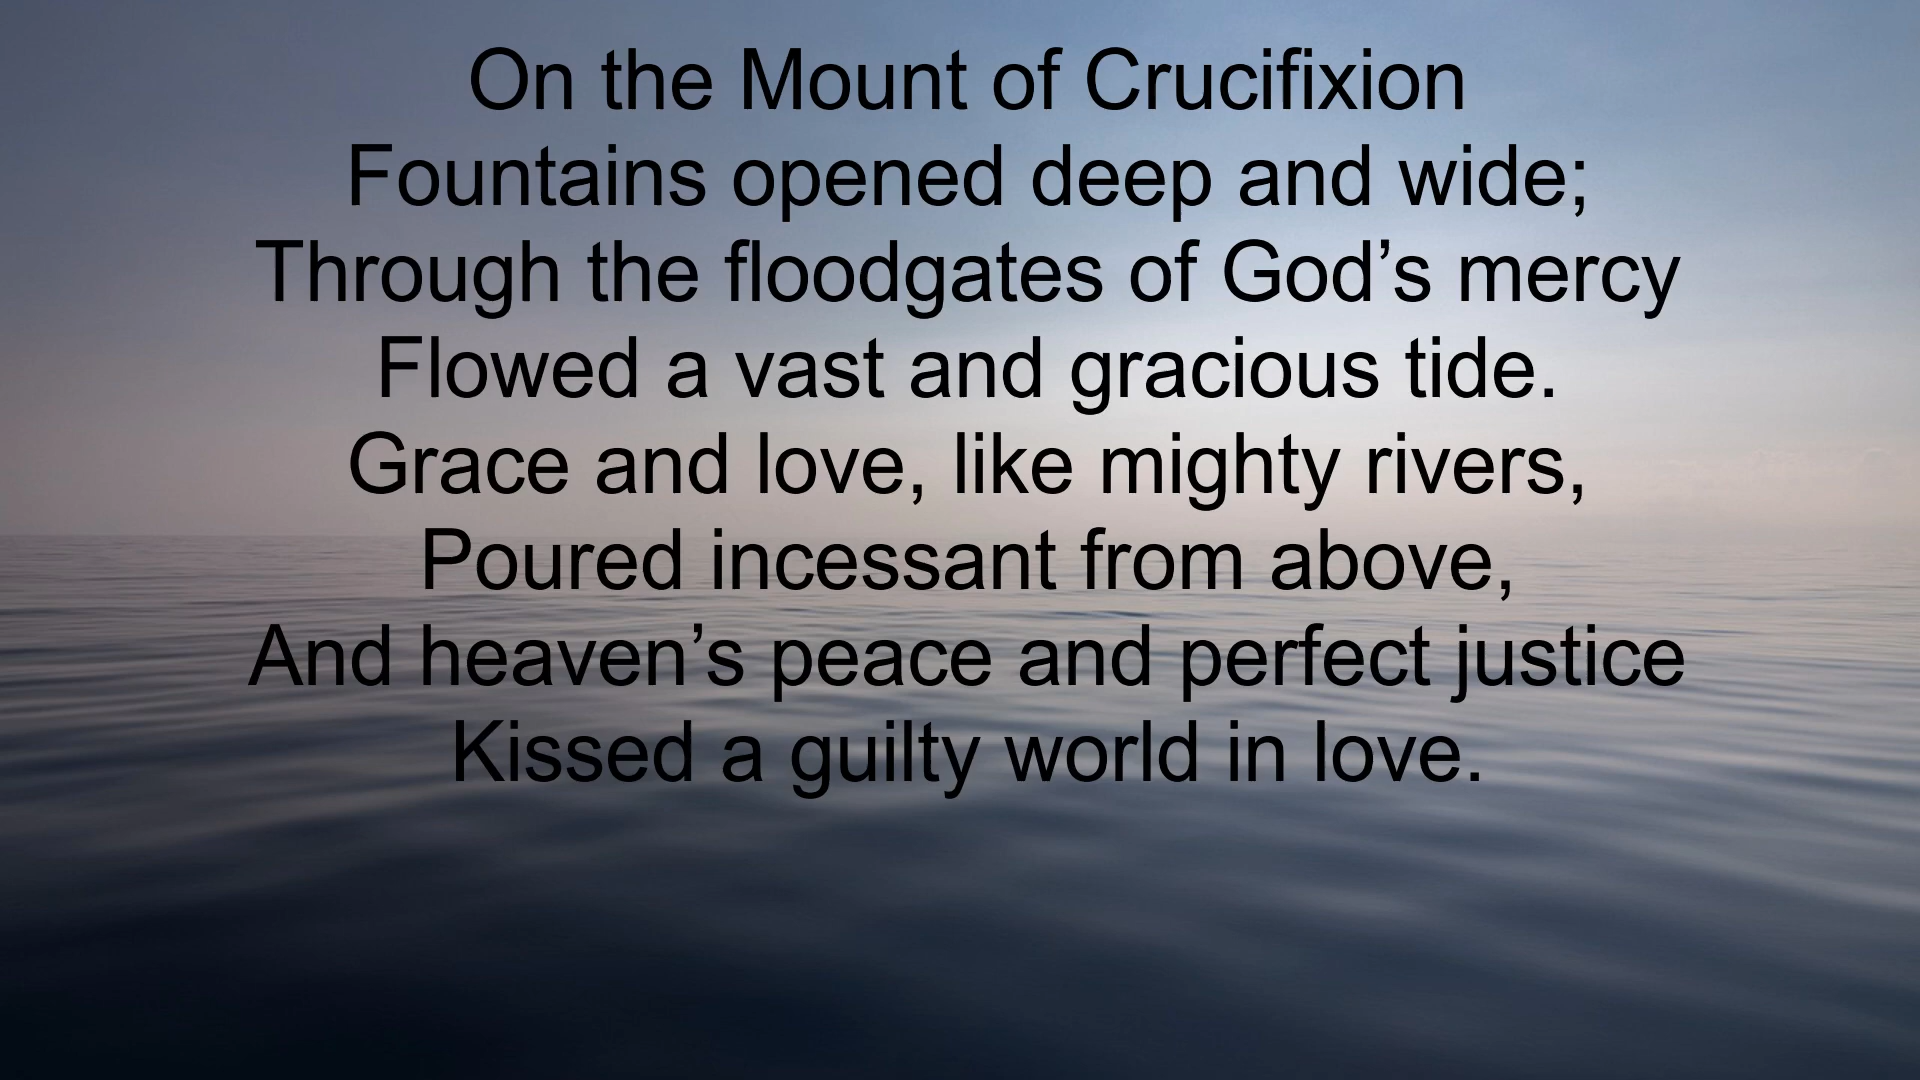 On the Mount of Crucifixion
Fountains opened deep and wide;
Through the floodgates of God’s mercy
Flowed a vast and gracious tide.
Grace and love, like mighty rivers,
Poured incessant from above,
And heaven’s peace and perfect justice
Kissed a guilty world in love.